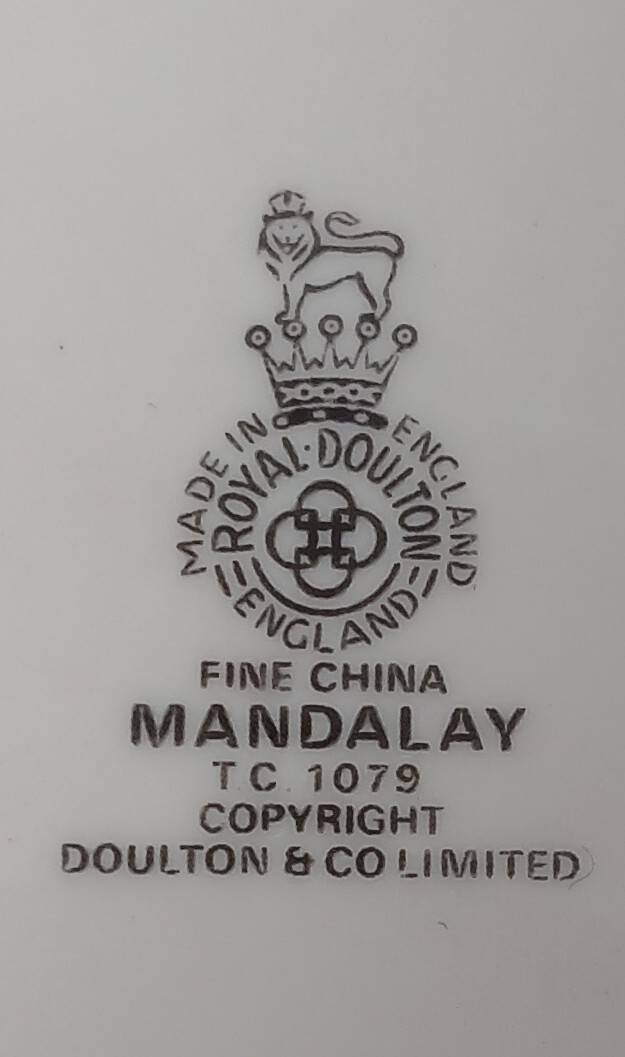 MADE IN ENGLAND
ROYAL·DOULTON
ENGLAND
FINE CHINA
MANDALAY
T.C. 1079
COPYRIGHT
DOULTON & CO LIMITED